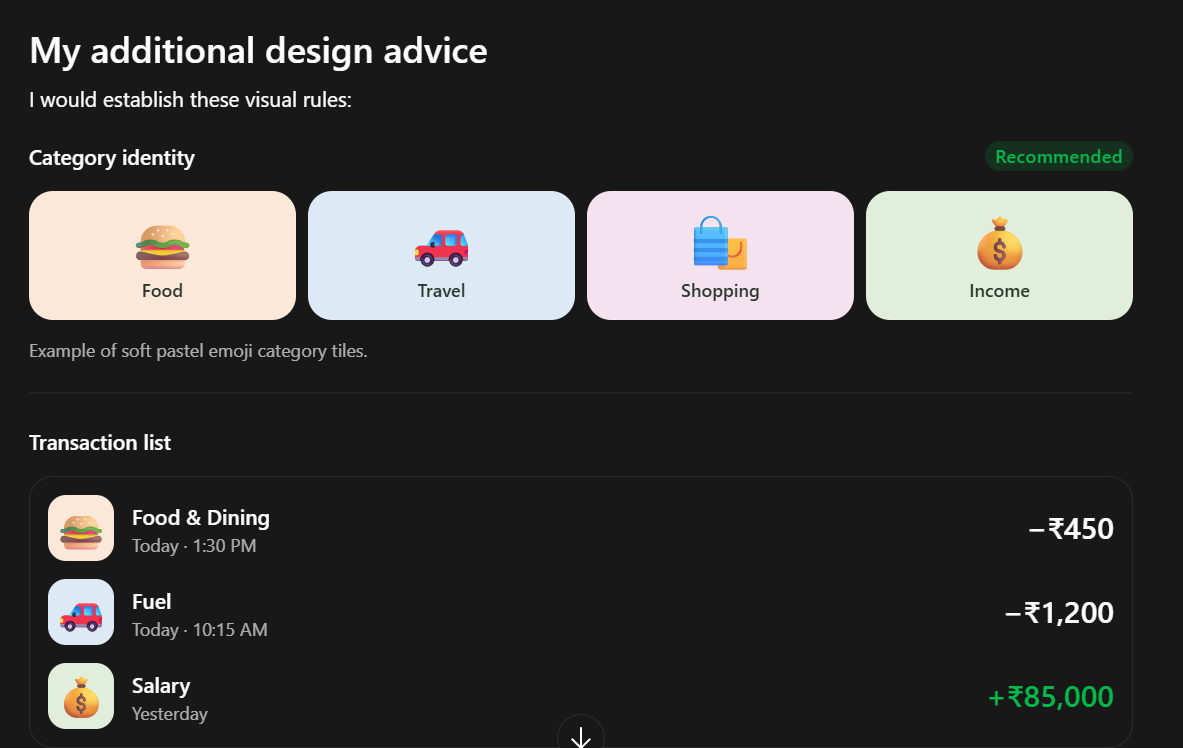 My additional design advice
I would establish these visual rules:
Category identity
Recommended
Food
Travel
Shopping
Income
Example of soft pastel emoji category tiles.
Transaction list
Food & Dining
−₹450
Today · 1:30 PM
Fuel
−₹1,200
Today · 10:15 AM
Salary
+₹85,000
Yesterday